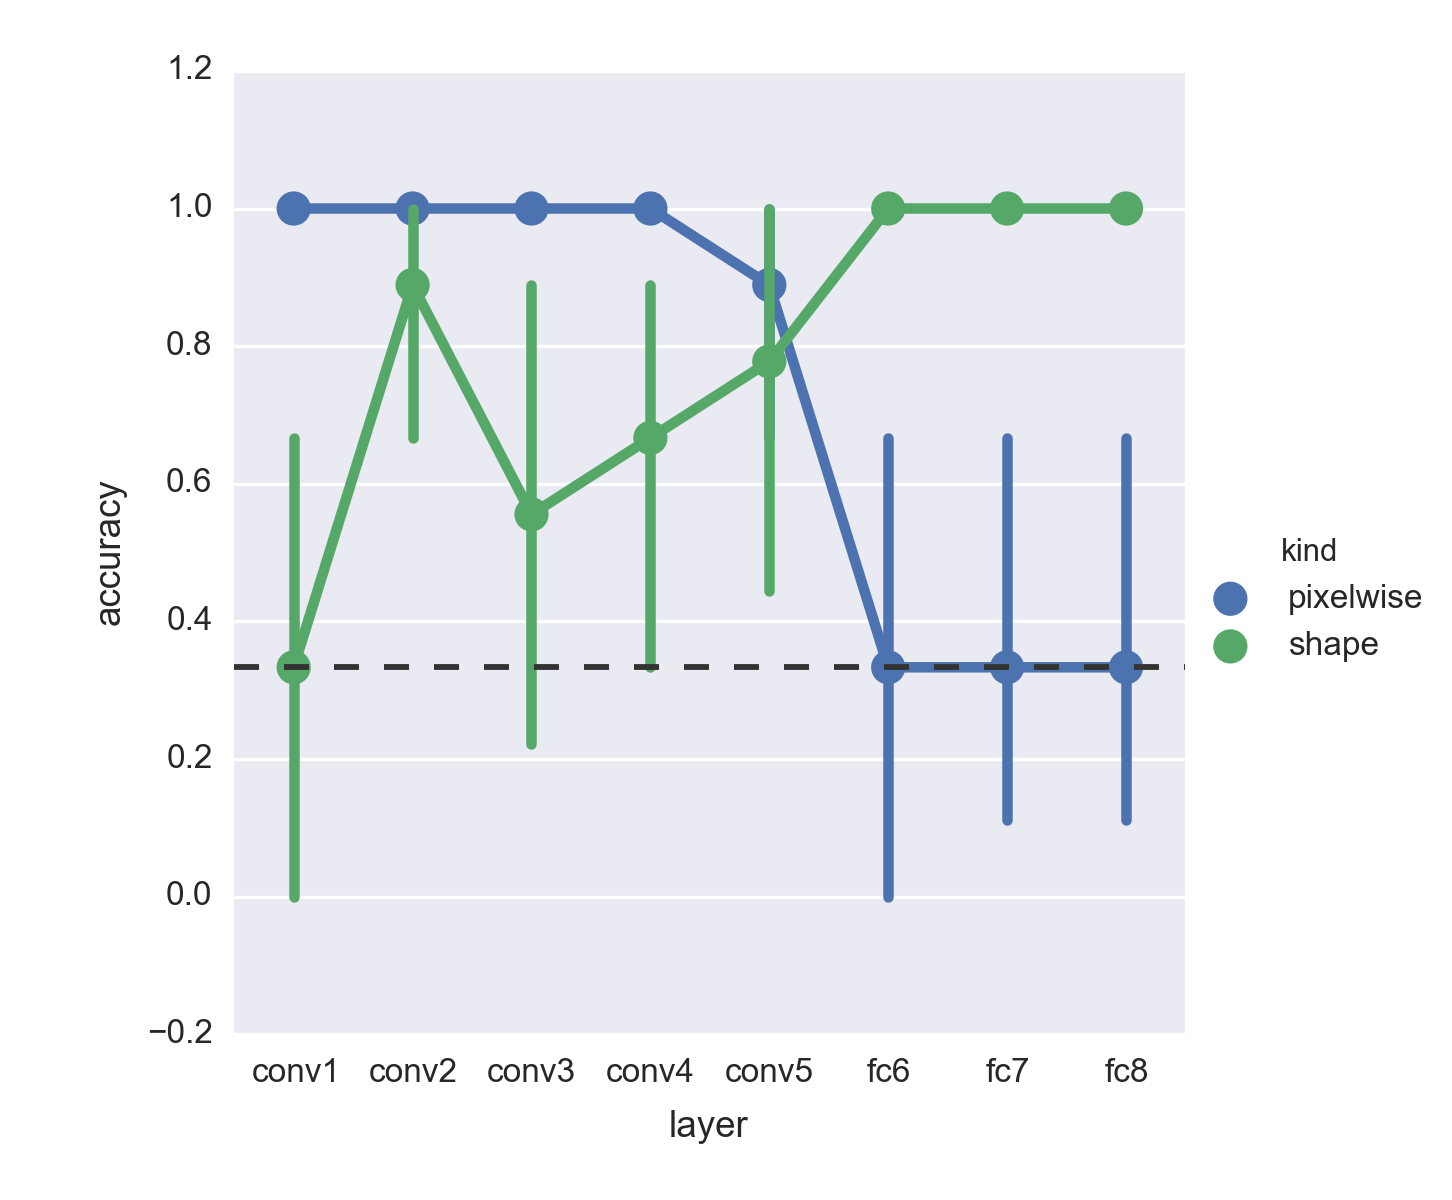 1.2
1.0
0.8
0.6
0.4
0.2
0.0
−0.2
accuracy
conv1 conv2 conv3 conv4 conv5 fc6 fc7 fc8
layer
kind
pixelwise
shape